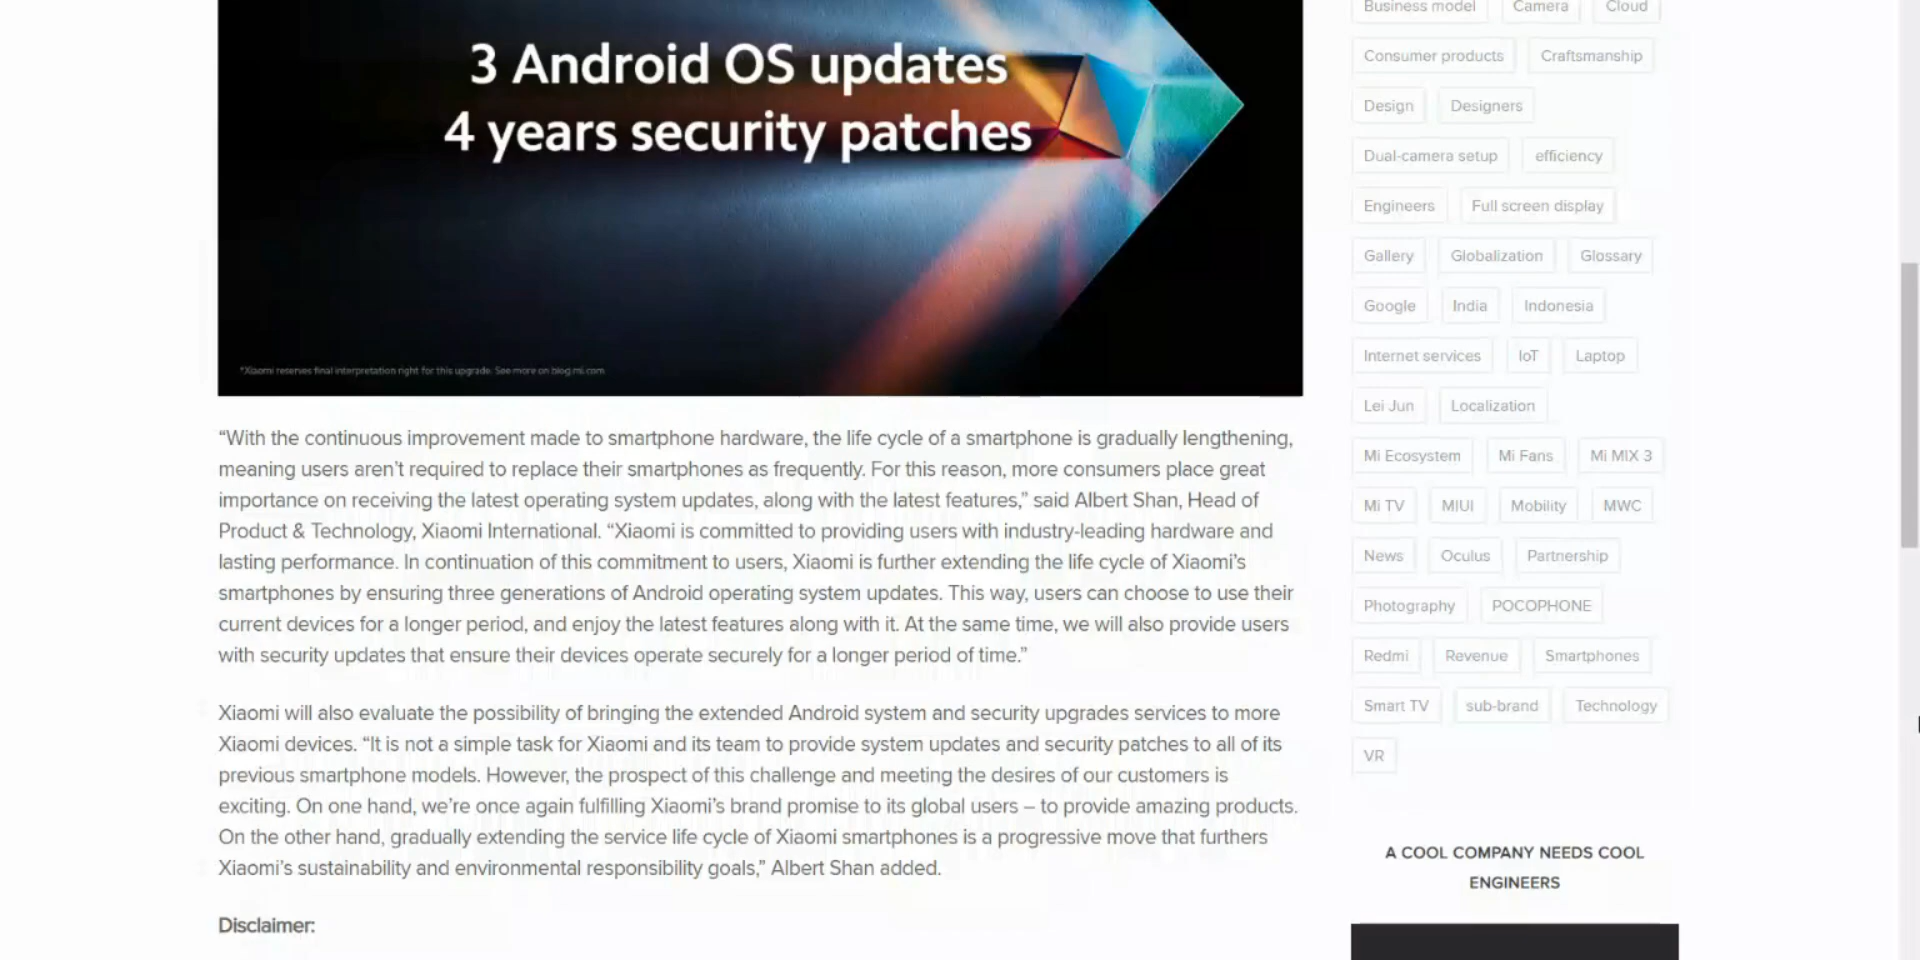 3 Android OS updates
4 years security patches
*Xiaomi reserves final interpretation right for this upgrade. See more on blog.mi.com
“With the continuous improvement made to smartphone hardware, the life cycle of a smartphone is gradually lengthening,
meaning users aren’t required to replace their smartphones as frequently. For this reason, more consumers place great
importance on receiving the latest operating system updates, along with the latest features,” said Albert Shan, Head of
Product & Technology, Xiaomi International. “Xiaomi is committed to providing users with industry-leading hardware and
lasting performance. In continuation of this commitment to users, Xiaomi is further extending the life cycle of Xiaomi’s
smartphones by ensuring three generations of Android operating system updates. This way, users can choose to use their
current devices for a longer period, and enjoy the latest features along with it. At the same time, we will also provide users
with security updates that ensure their devices operate securely for a longer period of time.”
Xiaomi will also evaluate the possibility of bringing the extended Android system and security upgrades services to more
Xiaomi devices. “It is not a simple task for Xiaomi and its team to provide system updates and security patches to all of its
previous smartphone models. However, the prospect of this challenge and meeting the desires of our customers is
exciting. On one hand, we’re once again fulfilling Xiaomi’s brand promise to its global users – to provide amazing products.
On the other hand, gradually extending the service life cycle of Xiaomi smartphones is a progressive move that furthers
Xiaomi’s sustainability and environmental responsibility goals,” Albert Shan added.
Disclaimer:
Business model Camera Cloud
Consumer products Craftsmanship
Design Designers
Dual-camera setup efficiency
Engineers Full screen display
Gallery Globalization Glossary
Google India Indonesia
Internet services IoT Laptop
Lei Jun Localization
Mi Ecosystem Mi Fans Mi MIX 3
Mi TV MIUI Mobility MWC
News Oculus Partnership
Photography POCOPHONE
Redmi Revenue Smartphones
Smart TV sub-brand Technology
VR
A COOL COMPANY NEEDS COOL
ENGINEERS